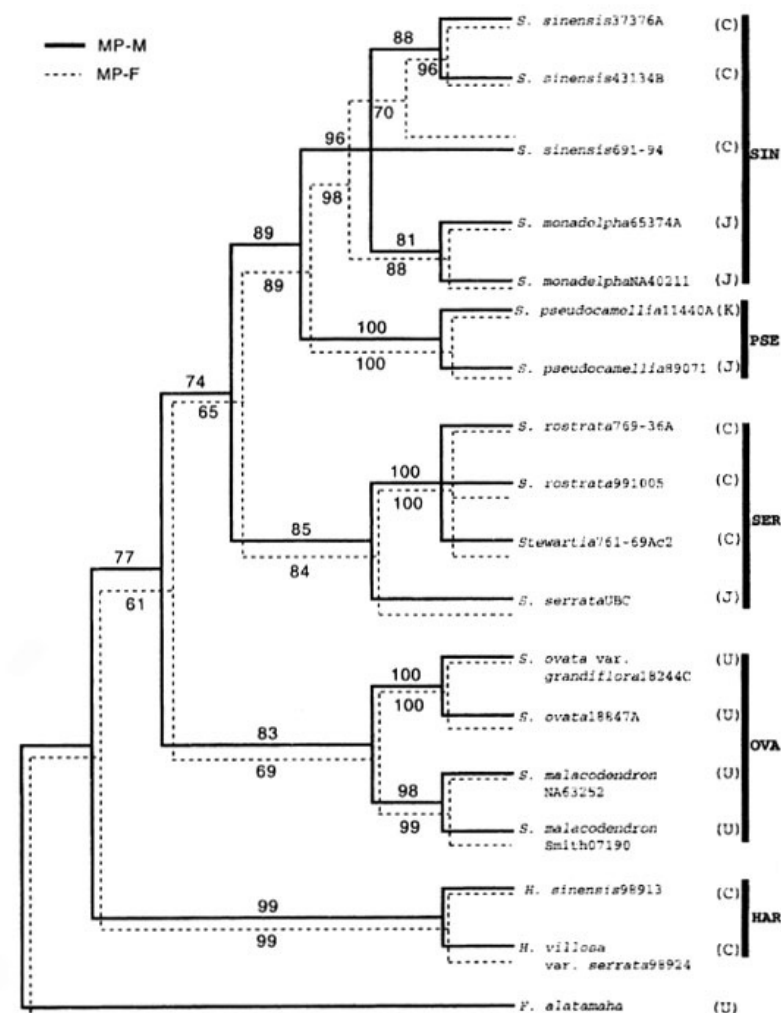 MP-M
MP-F
88
S. sinensis37376A (C)
96
S. sinensis43134B (C)
70
96
S. sinensis691-94 (C)
SIN
98
S. monadolpha65374A (J)
89
81
88
89
S. monadelphaNA40211 (J)
S. pseudocamellia11440A (K)
100
PSE
100
S. pseudocamellia89071 (J)
74
65
S. rostrata769-36A (C)
100
S. rostrata991005 (C)
100
SER
85
Stewartia761-69Ac2 (C)
77
84
61
S. serrataUBC (J)
S. ovata var. (U)
grandiflora18244C
100
100
S. ovata18847A (U)
83
OVA
69
S. malacodendron (U)
NA63252
98
99
S. malacodendron (U)
Smith07190
H. sinensis98913 (C)
99
HAR
99
H. villosa (C)
var. serrata98924
F. alatamaha (U)